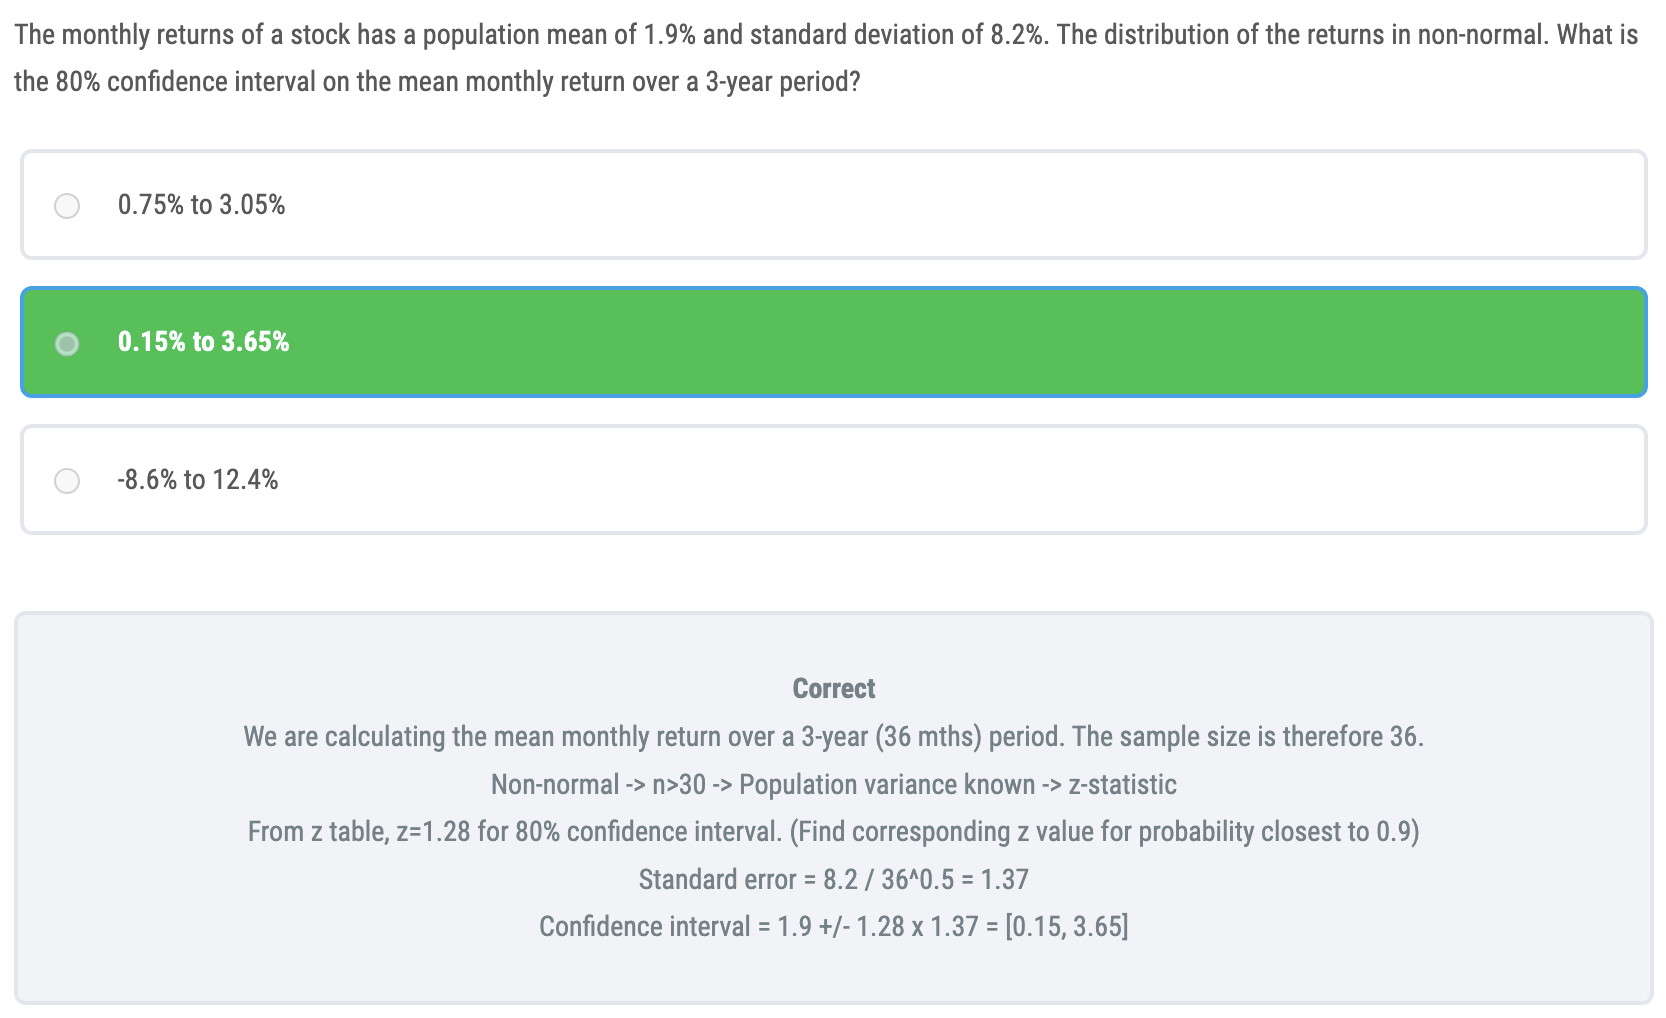 The monthly returns of a stock has a population mean of 1.9% and standard deviation of 8.2%. The distribution of the returns in non-normal. What is
the 80% confidence interval on the mean monthly return over a 3-year period?
0.75% to 3.05%
0.15% to 3.65%
-8.6% to 12.4%
Correct
We are calculating the mean monthly return over a 3-year (36 mths) period. The sample size is therefore 36.
Non-normal -> n>30 -> Population variance known -> z-statistic
From z table, z=1.28 for 80% confidence interval. (Find corresponding z value for probability closest to 0.9)
Standard error = 8.2 / 36^0.5 = 1.37
Confidence interval = 1.9 +/- 1.28 x 1.37 = [0.15, 3.65]